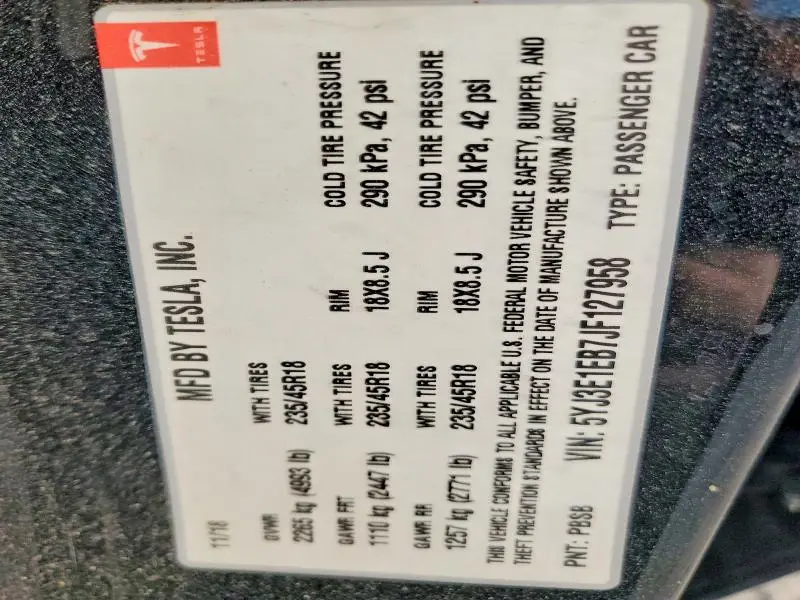 TESLA
MFD BY TESLA, INC.
11/18
GVWR WITH TIRES
2265 kg (4993 lb) 235/45R18
GAWR FRT WITH TIRES RIM COLD TIRE PRESSURE
1110 kg (2447 lb) 235/45R18 18X8.5 J 290 kPa, 42 psi
GAWR RR WITH TIRES RIM COLD TIRE PRESSURE
1257 kg (2771 lb) 235/45R18 18X8.5 J 290 kPa, 42 psi
THIS VEHICLE CONFORMS TO ALL APPLICABLE U.S. FEDERAL MOTOR VEHICLE SAFETY, BUMPER, AND
THEFT PREVENTION STANDARDS IN EFFECT ON THE DATE OF MANUFACTURE SHOWN ABOVE.
PNT: PBSB VIN: 5YJ3E1EB7JF127958 TYPE: PASSENGER CAR